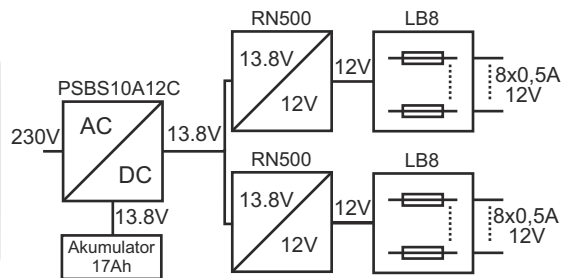 RN500
LB8
13.8V
12V
12V
8x0,5A
12V
PSBS10A12C
230V
AC
DC
13.8V
13.8V
Akumulator
17Ah
RN500
LB8
13.8V
12V
12V
8x0,5A
12V